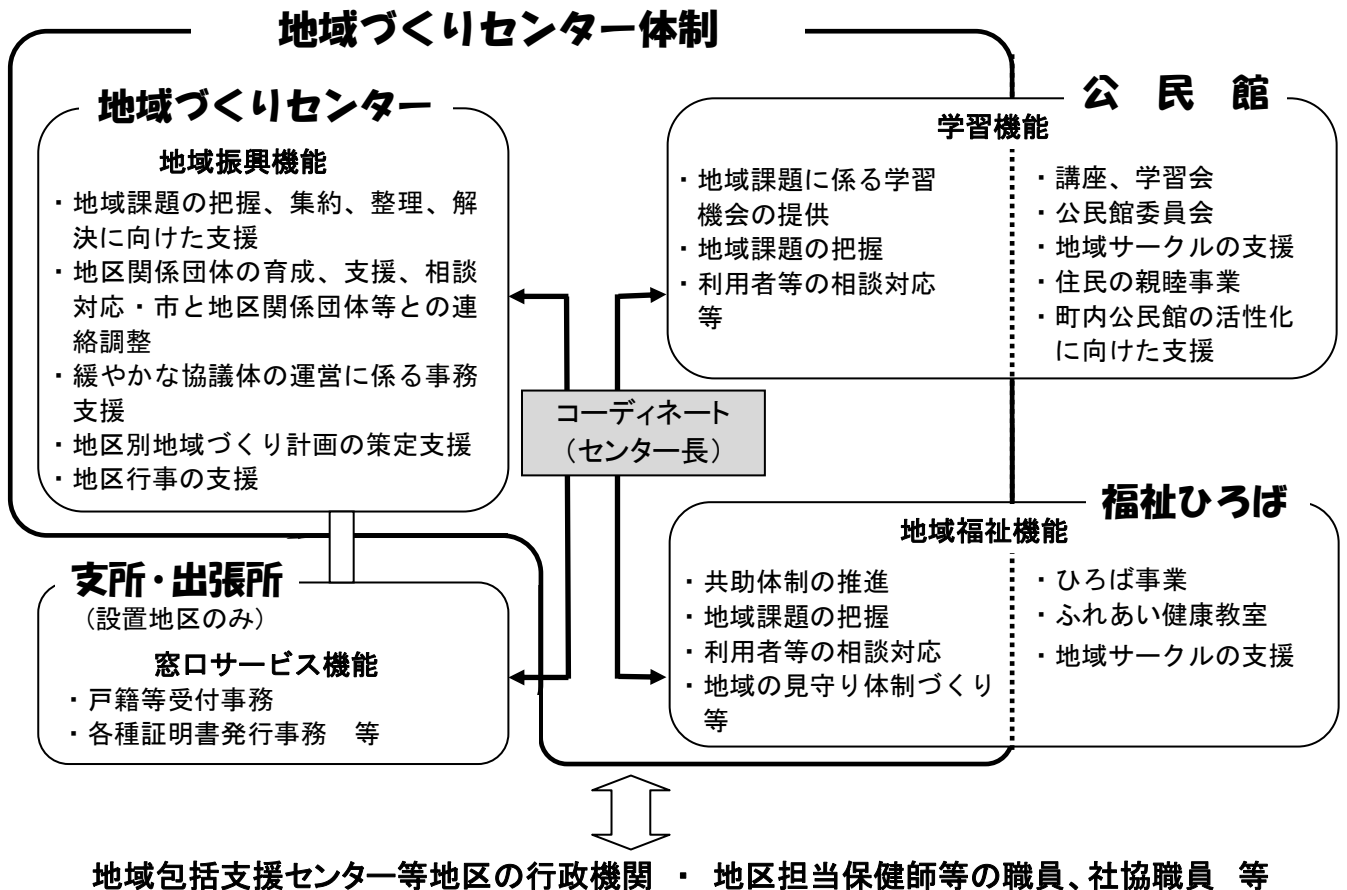 地域づくりセンター体制
地域づくりセンター
地域振興機能
・地域課題の把握、集約、整理、解
決に向けた支援
・地区関係団体の育成、支援、相談
対応・市と地区関係団体等との連
絡調整
・緩やかな協議体の運営に係る事務
支援
・地区別地域づくり計画の策定支援
・地区行事の支援
公 民 館
学習機能
・地域課題に係る学習
機会の提供
・地域課題の把握
・利用者等の相談対応
等
・講座、学習会
・公民館委員会
・地域サークルの支援
・住民の親睦事業
・町内公民館の活性化
に向けた支援
コーディネート
（センター長）
支所・出張所
（設置地区のみ）
窓口サービス機能
・戸籍等受付事務
・各種証明書発行事務 等
福祉ひろば
地域福祉機能
・共助体制の推進
・地域課題の把握
・利用者等の相談対応
・地域の見守り体制づくり
等
・ひろば事業
・ふれあい健康教室
・地域サークルの支援
地域包括支援センター等地区の行政機関 ・ 地区担当保健師等の職員、社協職員 等